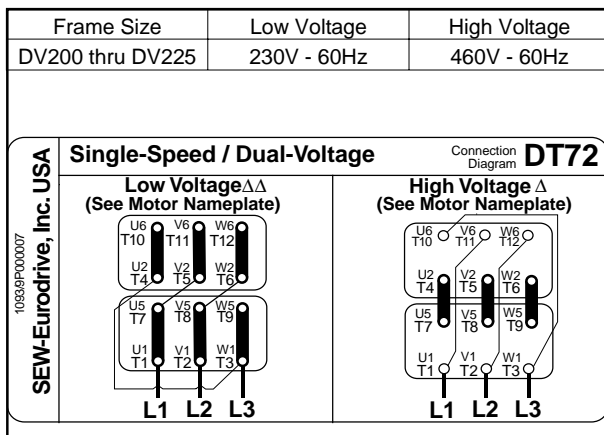 Frame Size Low Voltage High Voltage
DV200 thru DV225 230V - 60Hz 460V - 60Hz
1093/9P000007
SEW-Eurodrive, Inc. USA
Single-Speed / Dual-Voltage
Connection Diagram DT72
Low Voltage ΔΔ
(See Motor Nameplate)
U6 V6 W6
T10 T11 T12
U2 V2 W2
T4 T5 T6
U5 V5 W5
T7 T8 T9
U1 V1 W1
T1 T2 T3
L1 L2 L3
High Voltage Δ
(See Motor Nameplate)
U6 V6 W6
T10 T11 T12
U2 V2 W2
T4 T5 T6
U5 V5 W5
T7 T8 T9
U1 V1 W1
T1 T2 T3
L1 L2 L3